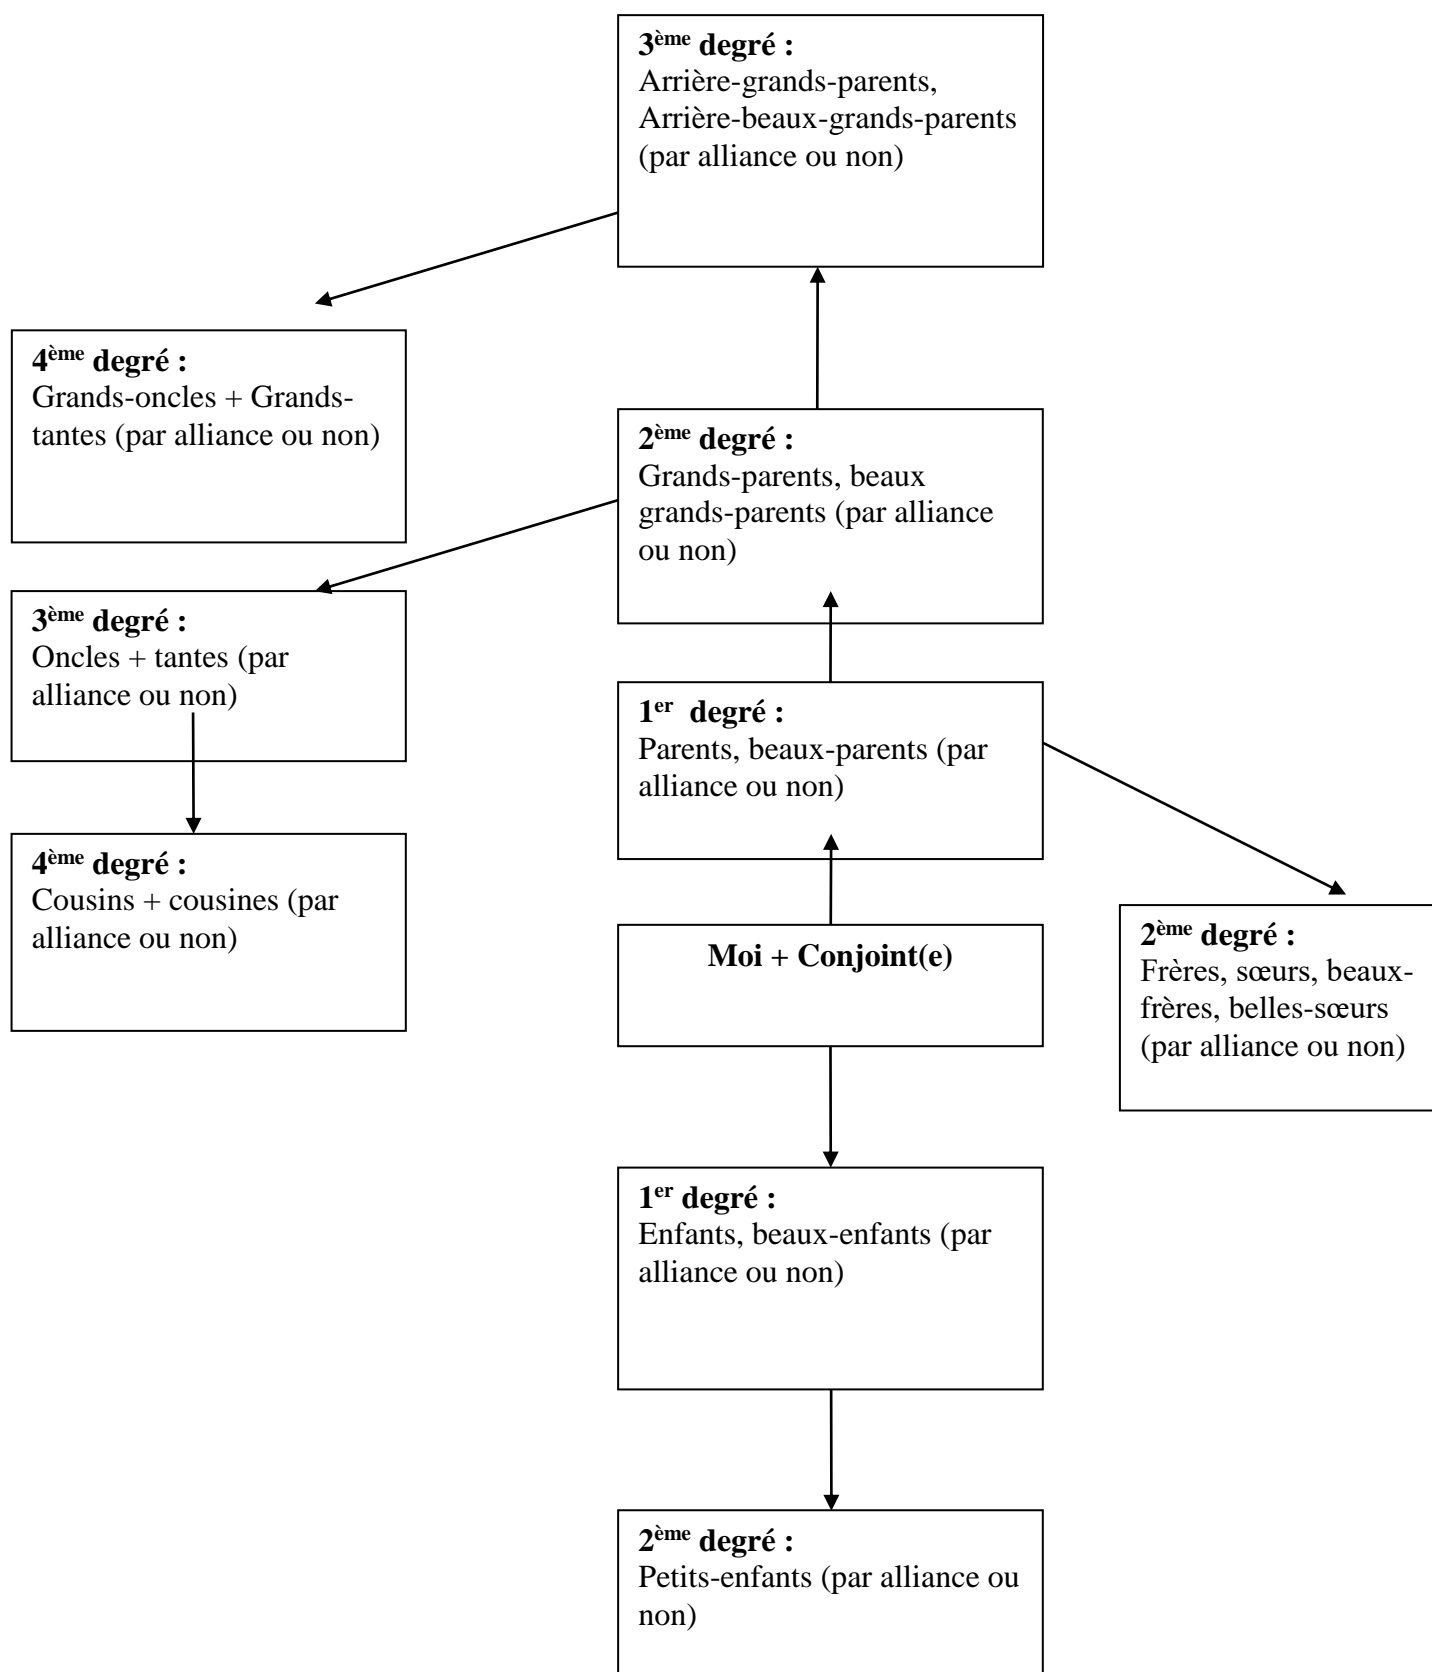 3ème degré :
Arrière-grands-parents,
Arrière-beaux-grands-parents
(par alliance ou non)
4ème degré :
Grands-oncles + Grands-
tantes (par alliance ou non)
2ème degré :
Grands-parents, beaux
grands-parents (par alliance
ou non)
3ème degré :
Oncles + tantes (par
alliance ou non)
1er degré :
Parents, beaux-parents (par
alliance ou non)
4ème degré :
Cousins + cousines (par
alliance ou non)
Moi + Conjoint(e)
2ème degré :
Frères, sœurs, beaux-
frères, belles-sœurs
(par alliance ou non)
1er degré :
Enfants, beaux-enfants (par
alliance ou non)
2ème degré :
Petits-enfants (par alliance ou
non)